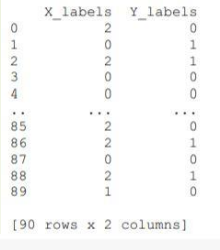 X_labels Y_labels
0 2 0
1 0 1
2 2 1
3 0 0
4 0 0
.. ... ...
85 2 0
86 2 1
87 0 0
88 2 1
89 1 0
[90 rows x 2 columns]